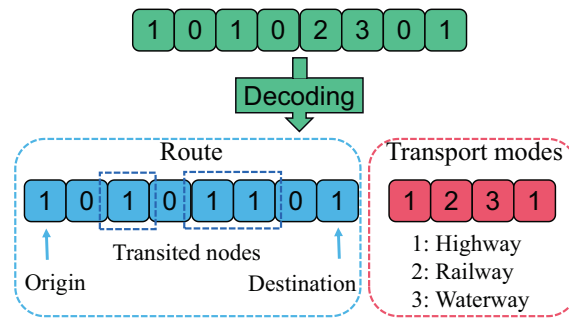 1 0 1 0 2 3 0 1
Decoding
Route
1 0 1 0 1 1 0 1
Transited nodes
Origin
Destination
Transport modes
1 2 3 1
1: Highway
2: Railway
3: Waterway